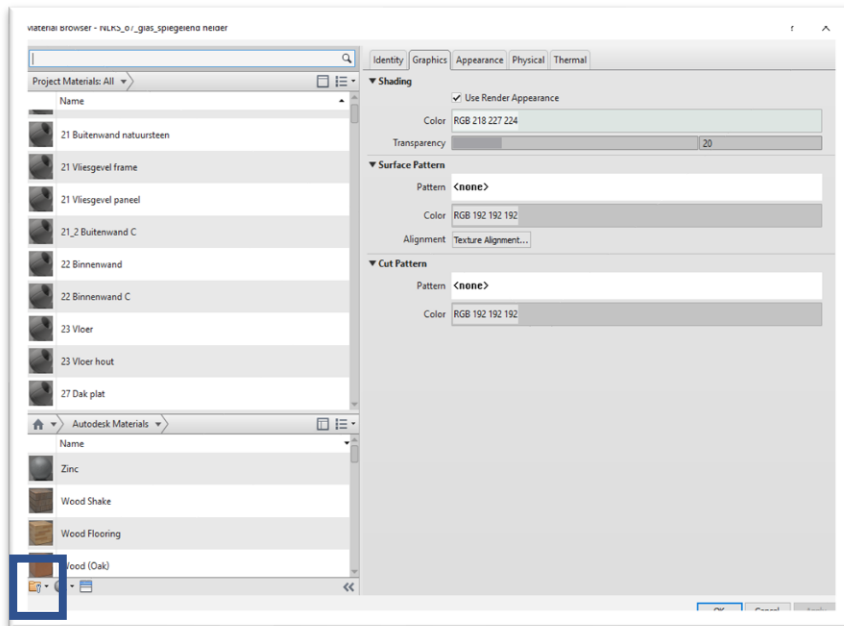 Material Browser - NLRS_87_glas_spiegelend helder
Identity Graphics Appearance Physical Thermal
Project Materials: All
Name
21 Buitenwand natuursteen
21 Vliesgevel frame
21 Vliesgevel paneel
21_2 Buitenwand C
22 Binnenwand
22 Binnenwand C
23 Vloer
23 Vloer hout
27 Dak plat
Autodesk Materials
Name
Zinc
Wood Shake
Wood Flooring
Wood (Oak)
Shading
Use Render Appearance
Color RGB 218 227 224
Transparency 20
Surface Pattern
Pattern <none>
Color RGB 192 192 192
Alignment Texture Alignment...
Cut Pattern
Pattern <none>
Color RGB 192 192 192
OK Cancel Apply